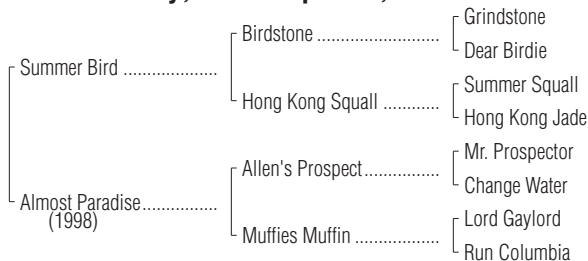 Grindstone
Birdstone
Dear Birdie
Summer Bird
Summer Squall
Hong Kong Squall
Hong Kong Jade
Mr. Prospector
Allen's Prospect
Change Water
Almost Paradise
(1998)
Lord Gaylord
Muffies Muffin
Run Columbia